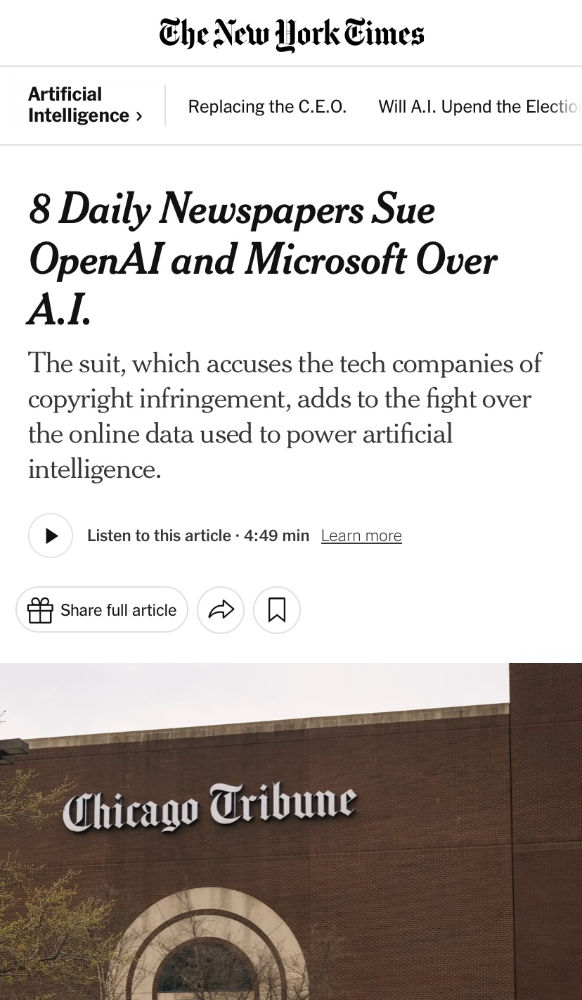 The New York Times
Artificial
Intelligence ›
Replacing the C.E.O.
Will A.I. Upend the Electio
8 Daily Newspapers Sue
OpenAI and Microsoft Over
A.I.
The suit, which accuses the tech companies of
copyright infringement, adds to the fight over
the online data used to power artificial
intelligence.
Listen to this article · 4:49 min Learn more
Share full article
Chicago Tribune